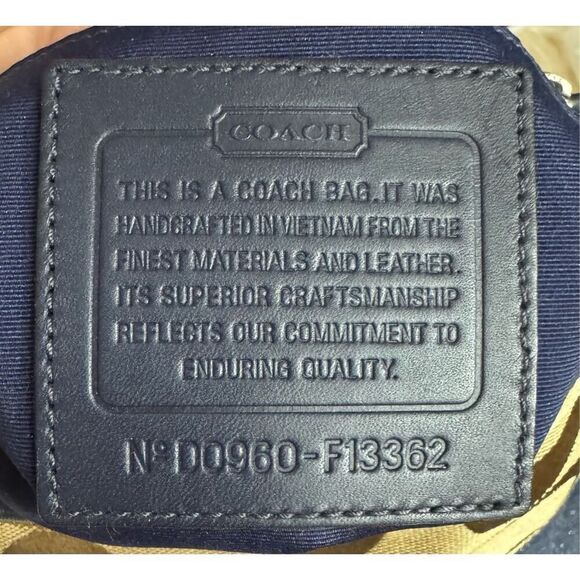 COACH
THIS IS A COACH BAG. IT WAS
HANDCRAFTED IN VIETNAM FROM THE
FINEST MATERIALS AND LEATHER.
ITS SUPERIOR CRAFTSMANSHIP
REFLECTS OUR COMMITMENT TO
ENDURING QUALITY.
Nº D0960-F13362